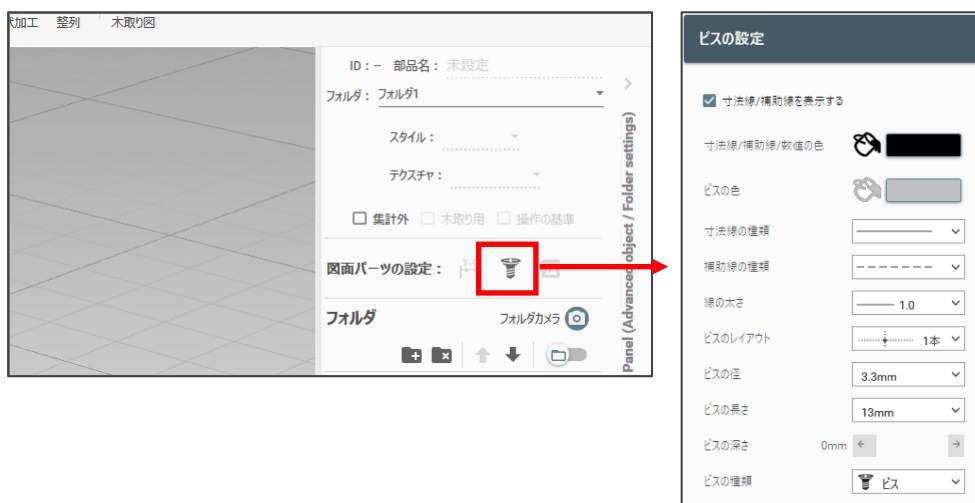 状加工 整列 木取り図
ID：- 部品名： 未設定
フォルダ： フォルダ1
スタイル：
テクスチャ：
集計外 木取り用 操作の基準
図面パーツの設定：
フォルダ フォルダカメラ
Panel (Advanced object / Folder settings)
ビスの設定
寸法線/補助線を表示する
寸法線/補助線/数値の色
ビスの色
寸法線の種類
補助線の種類
線の太さ 1.0
ビスのレイアウト 1本
ビスの径 3.3mm
ビスの長さ 13mm
ビスの深さ 0mm
ビスの種類 ビス